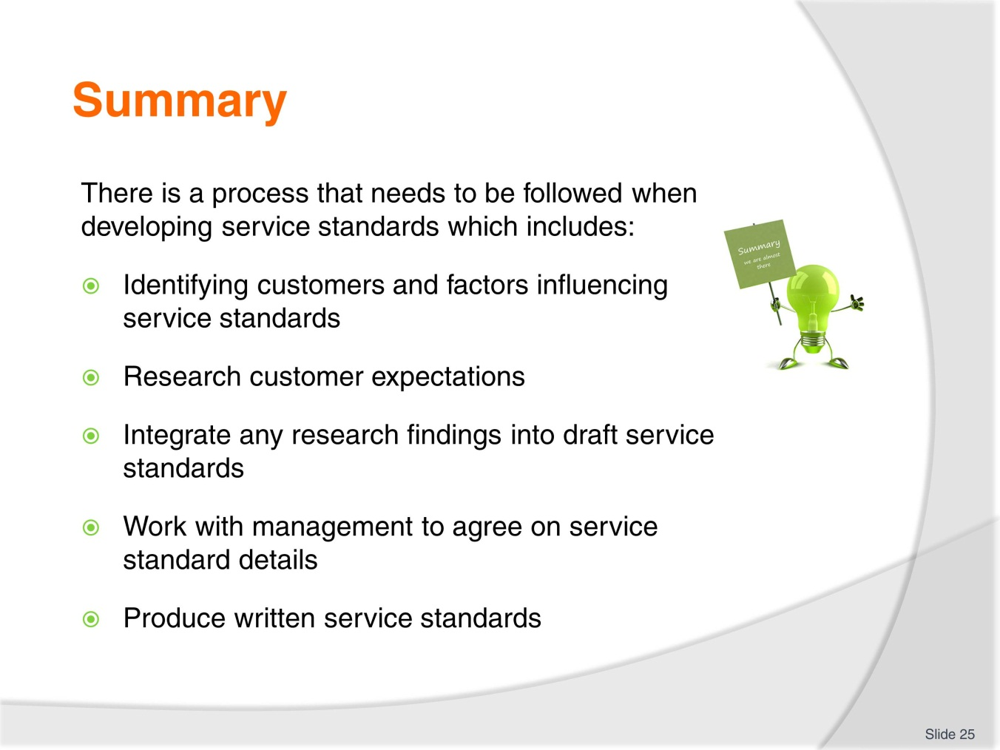 Summary
There is a process that needs to be followed when
developing service standards which includes:
Identifying customers and factors influencing
service standards
Summary
we are almost
there
Research customer expectations
Integrate any research findings into draft service
standards
Work with management to agree on service
standard details
Produce written service standards
Slide 25